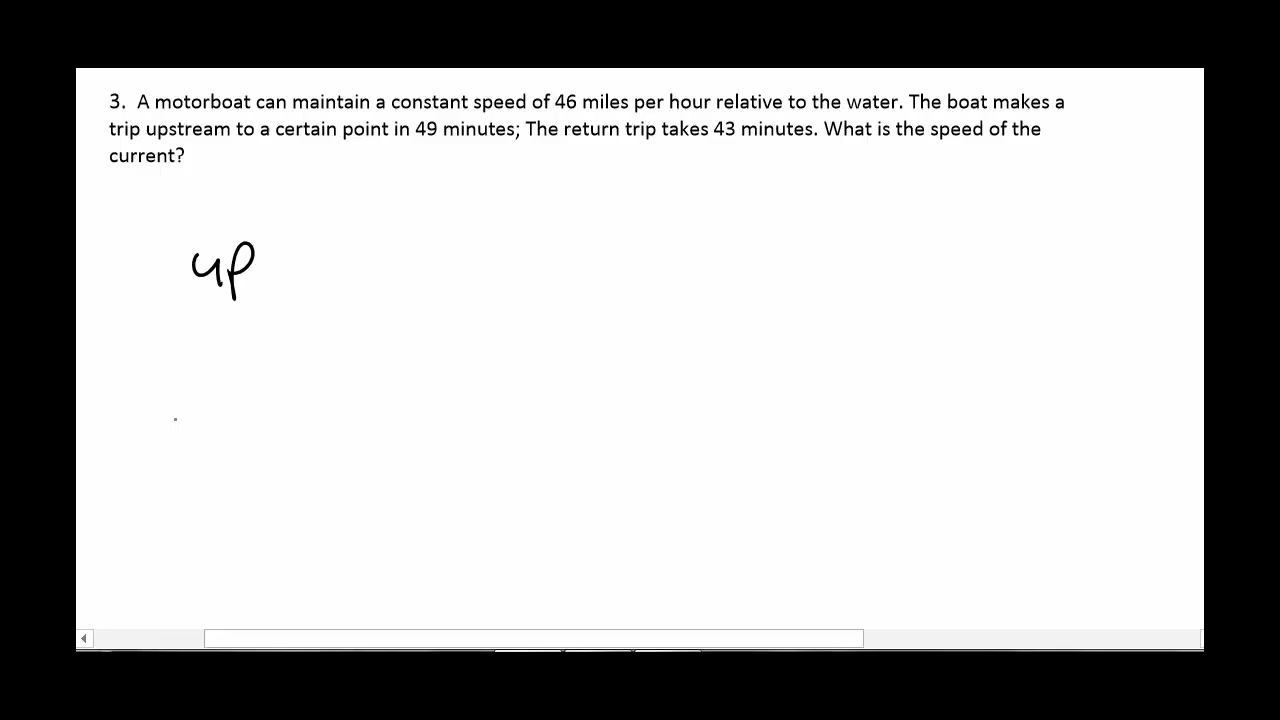 3. A motorboat can maintain a constant speed of 46 miles per hour relative to the water. The boat makes a
trip upstream to a certain point in 49 minutes; The return trip takes 43 minutes. What is the speed of the
current?
up